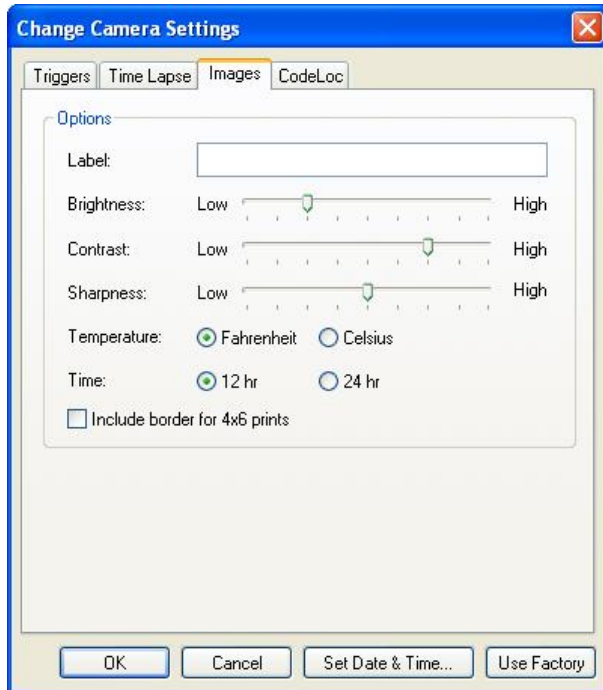 Change Camera Settings
Triggers Time Lapse Images CodeLoc
Options
Label:
Brightness: Low High
Contrast: Low High
Sharpness: Low High
Temperature: Fahrenheit Celsius
Time: 12 hr 24 hr
Include border for 4x6 prints
OK Cancel Set Date & Time... Use Factory